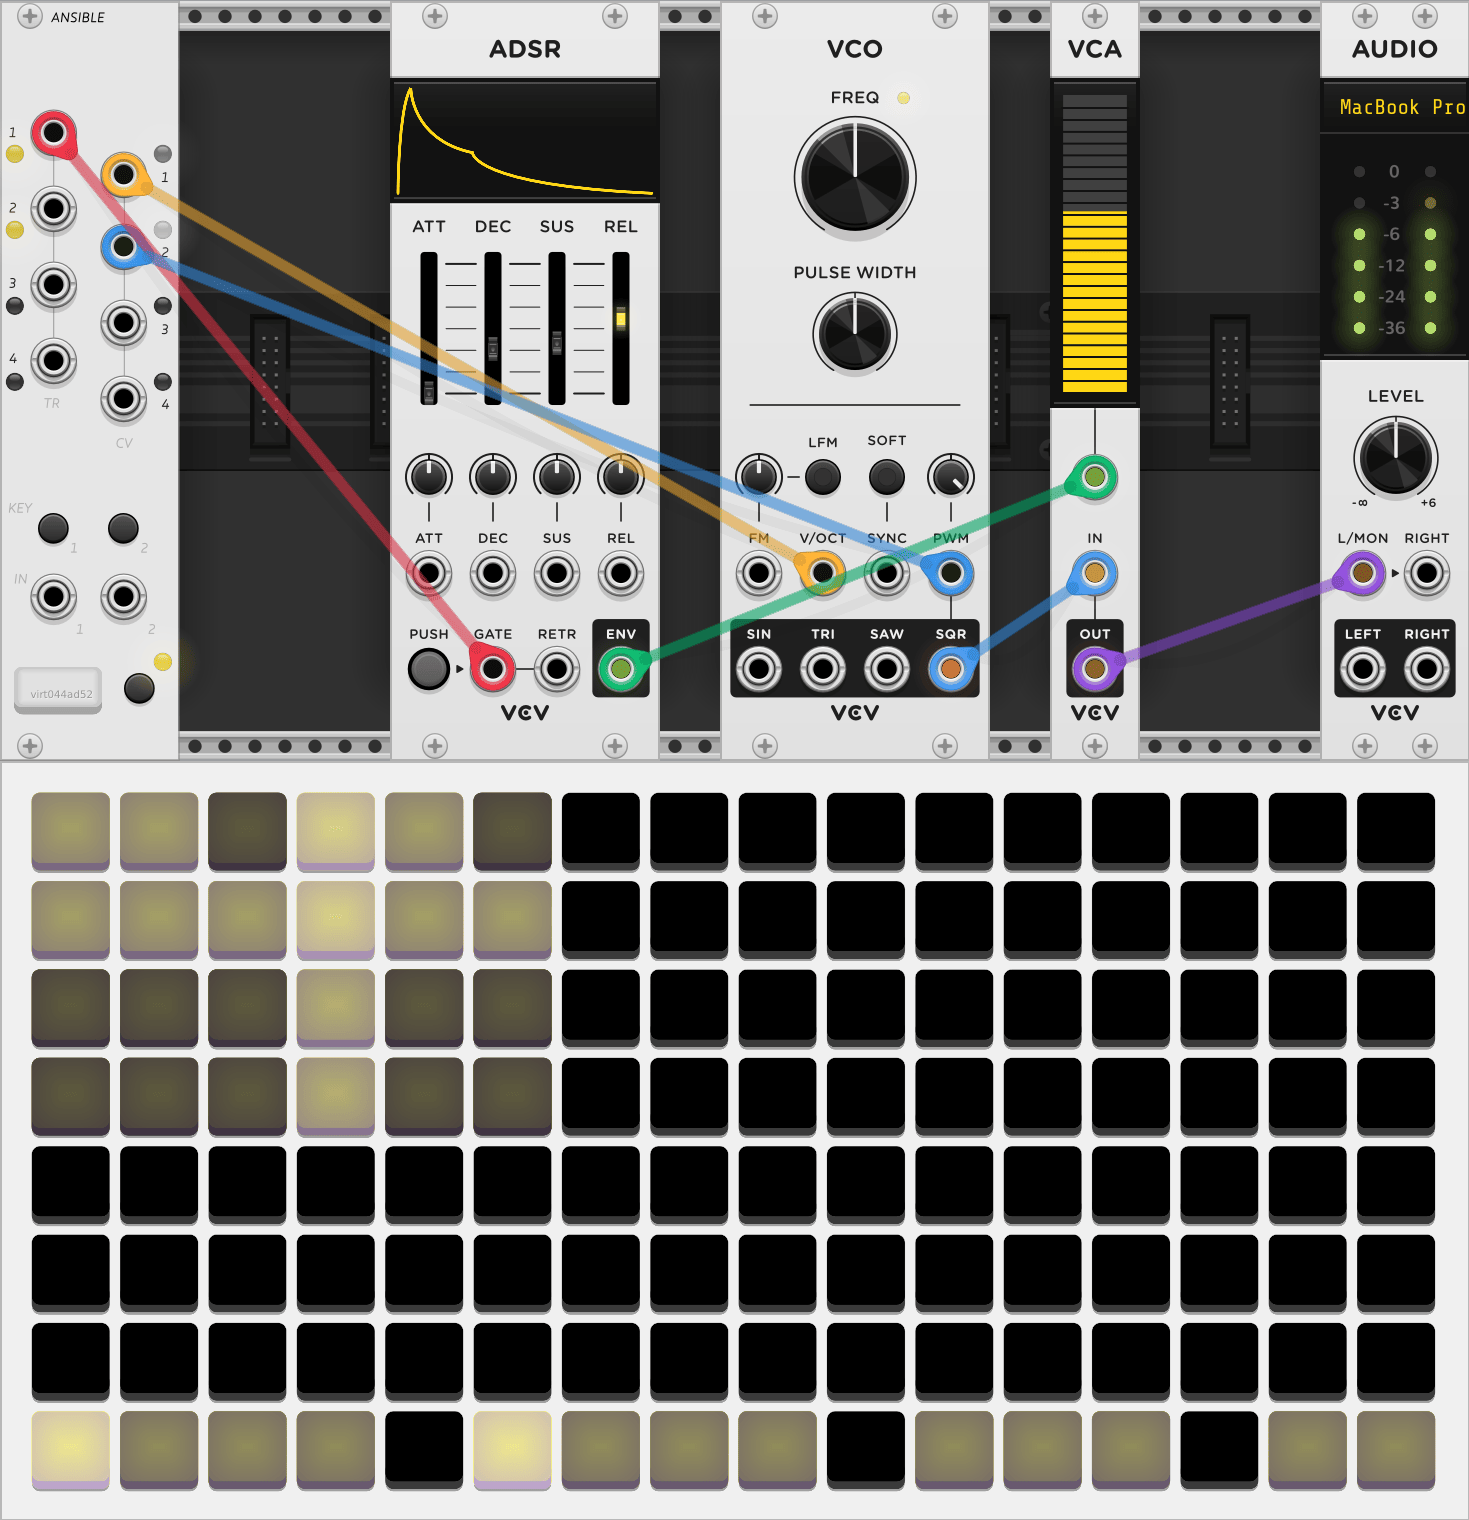 ANSIBLE
1
2
3
4
TR
1
2
3
4
CV
KEY
1
2
IN
1
2
virt044ad52
ADSR
ATT DEC SUS REL
ATT DEC SUS REL
PUSH GATE RETR ENV
VCV
VCO
FREQ
PULSE WIDTH
LFM SOFT
FM V/OCT SYNC PWM
SIN TRI SAW SQR
VCV
VCA
IN
OUT
VCV
AUDIO
MacBook Pro
0
-3
-6
-12
-24
-36
LEVEL
-∞ +6
L/MON RIGHT
LEFT RIGHT
VCV